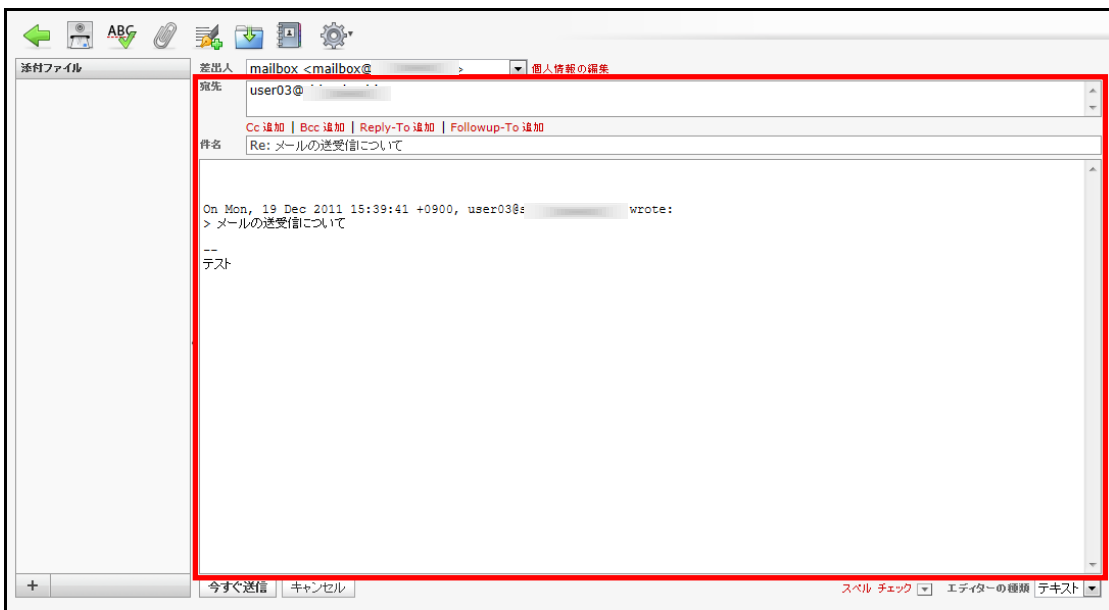 ABC
添付ファイル
差出人 mailbox <mailbox@ > 個人情報の編集
宛先 user03@
Cc 追加 | Bcc 追加 | Reply-To 追加 | Followup-To 追加
件名 Re: メールの送受信について
On Mon, 19 Dec 2011 15:39:41 +0900, user03@s wrote:
> メールの送受信について
--
テスト
+ 今すぐ送信 キャンセル スペル チェック エディターの種類 テキスト